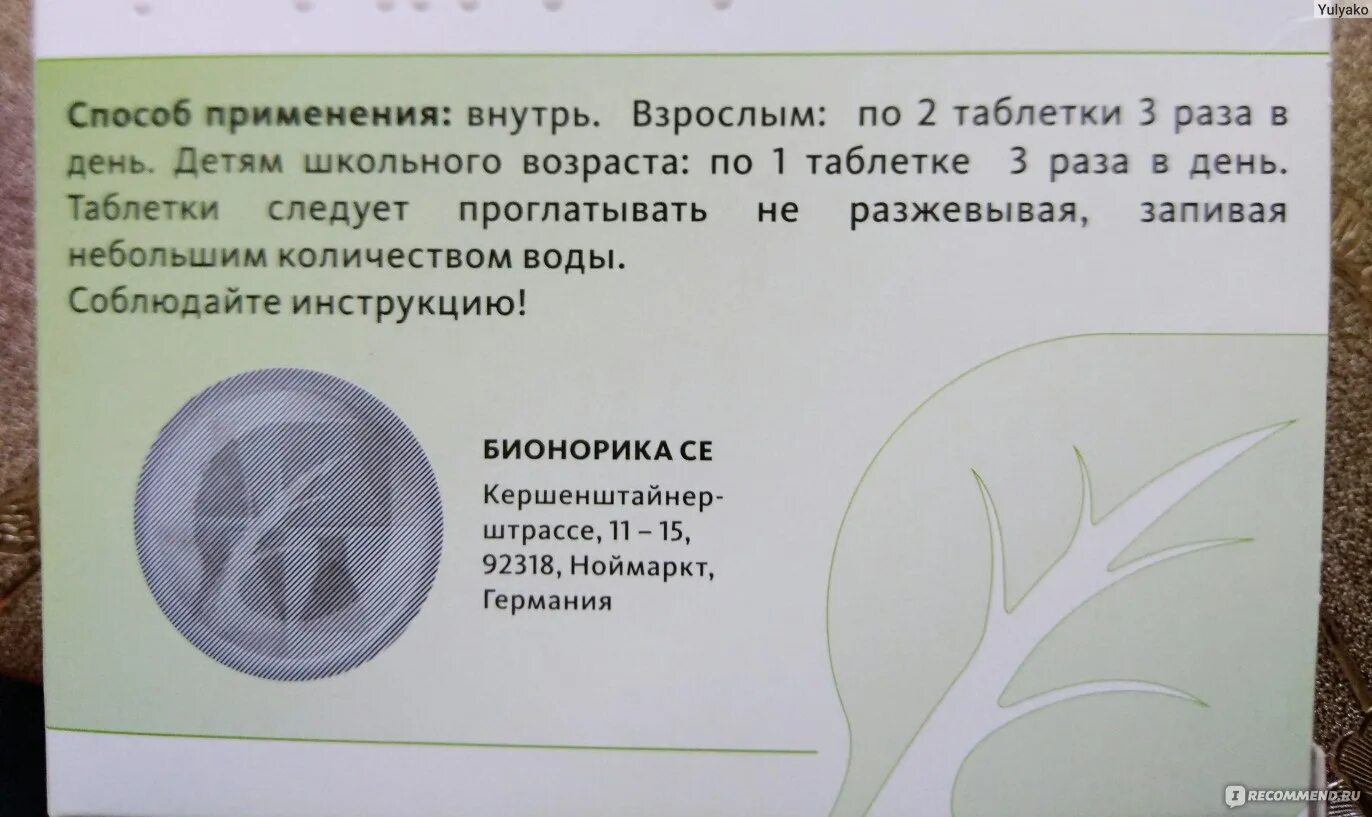 Yulyako
Способ применения: внутрь. Взрослым: по 2 таблетки 3 раза в
день. Детям школьного возраста: по 1 таблетке 3 раза в день.
Таблетки следует проглатывать не разжевывая, запивая
небольшим количеством воды.
Соблюдайте инструкцию!
БИОНОРИКА СЕ
Кершенштайнер-
штрассе, 11 – 15,
92318, Ноймаркт,
Германия
IRECOMMEND.RU